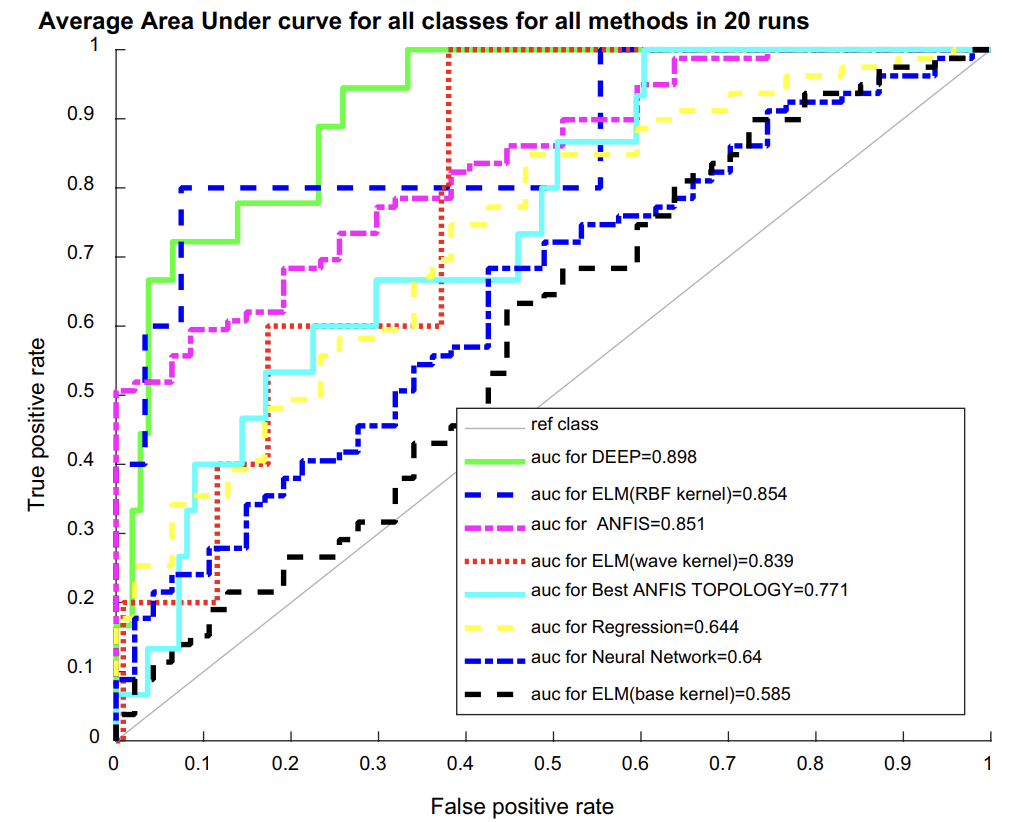 Average Area Under curve for all classes for all methods in 20 runs
1
0.9
0.8
0.7
0.6
0.5
0.4
0.3
0.2
0.1
0
True positive rate
ref class
auc for DEEP=0.898
auc for ELM(RBF kernel)=0.854
auc for  ANFIS=0.851
auc for ELM(wave kernel)=0.839
auc for Best ANFIS TOPOLOGY=0.771
auc for Regression=0.644
auc for Neural Network=0.64
auc for ELM(base kernel)=0.585
0 0.1 0.2 0.3 0.4 0.5 0.6 0.7 0.8 0.9 1
False positive rate